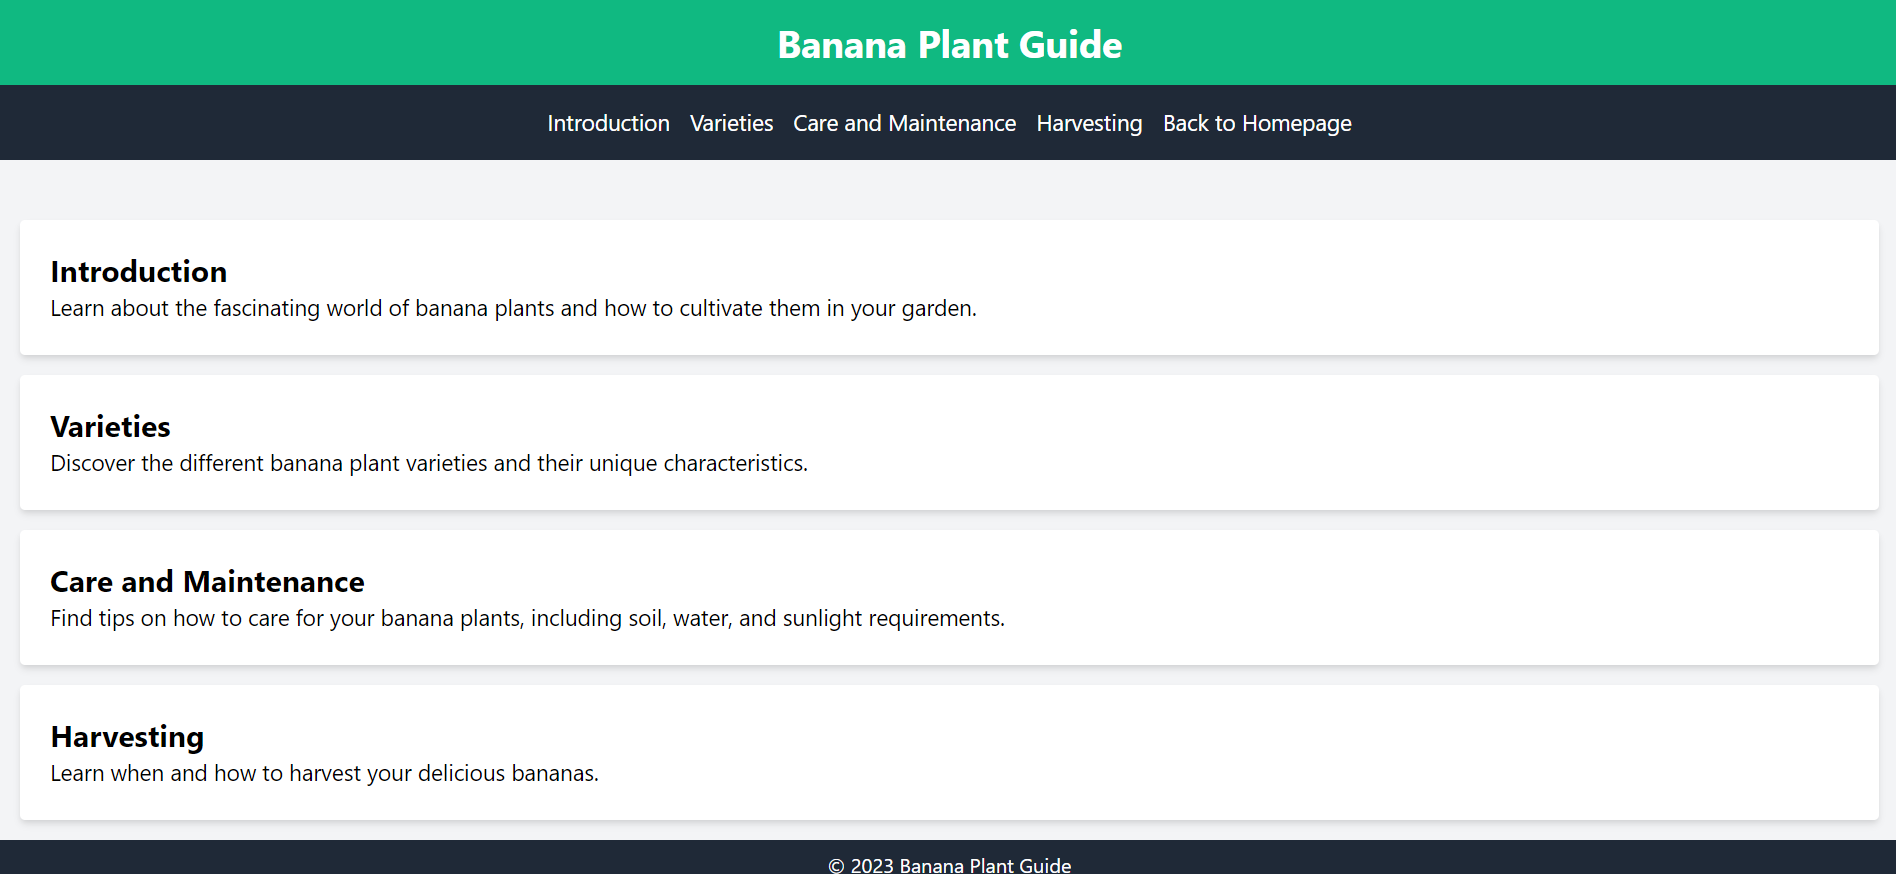 Banana Plant Guide
Introduction Varieties Care and Maintenance Harvesting Back to Homepage
Introduction
Learn about the fascinating world of banana plants and how to cultivate them in your garden.
Varieties
Discover the different banana plant varieties and their unique characteristics.
Care and Maintenance
Find tips on how to care for your banana plants, including soil, water, and sunlight requirements.
Harvesting
Learn when and how to harvest your delicious bananas.
© 2023 Banana Plant Guide